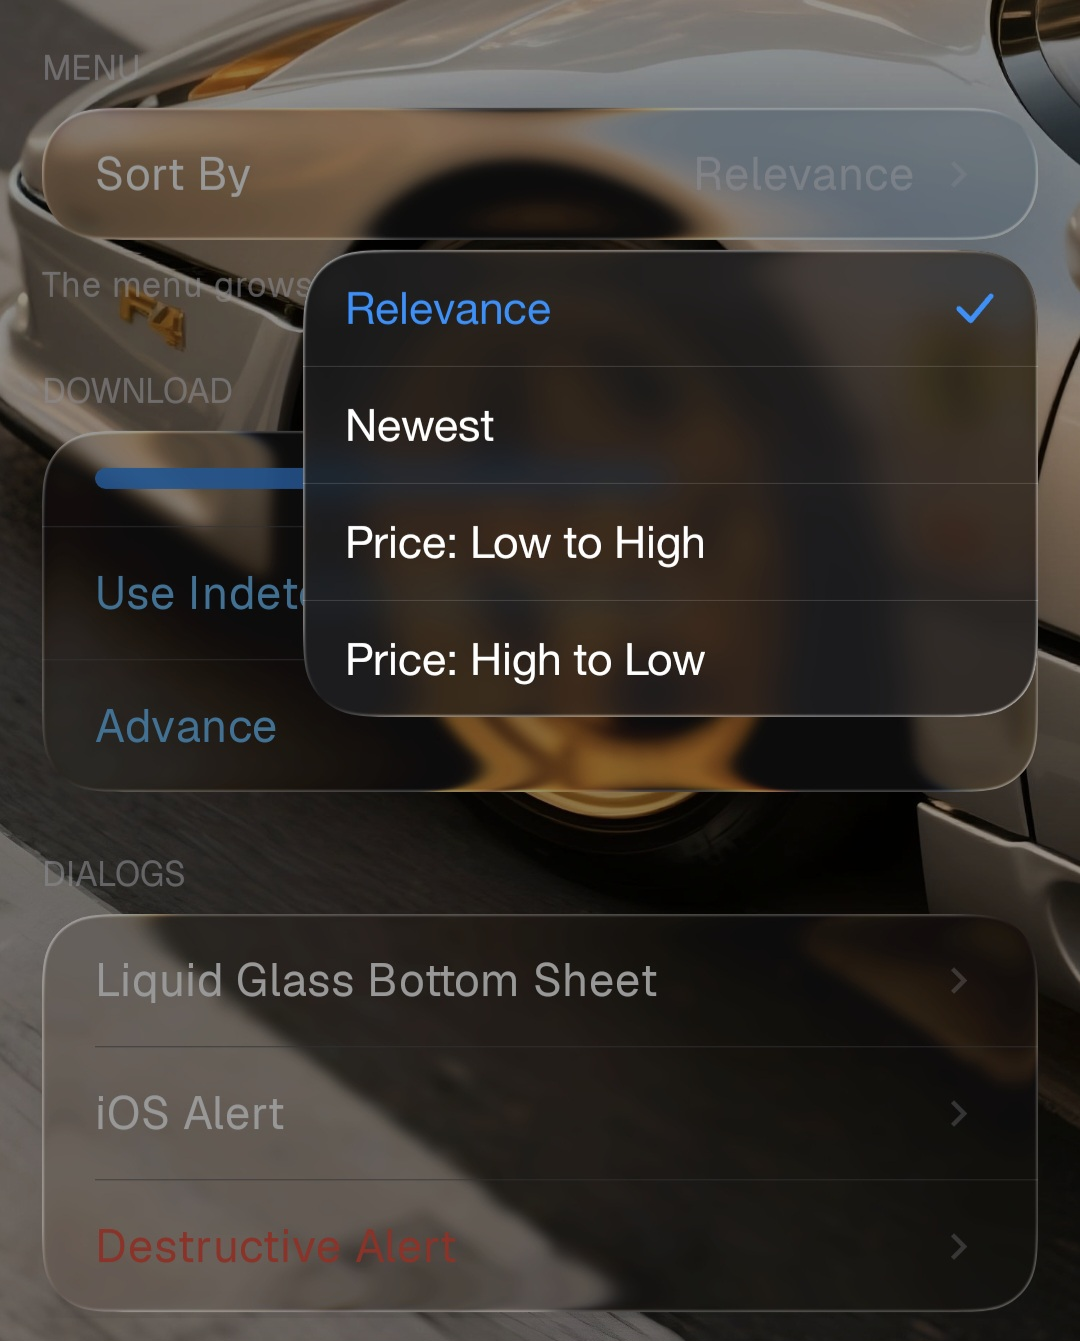 MENU
Sort By
Relevance
The menu grows
F4
Relevance
Newest
Price: Low to High
Price: High to Low
DOWNLOAD
Advance
DIALOGS
Liquid Glass Bottom Sheet
iOS Alert
Destructive Alert
Use